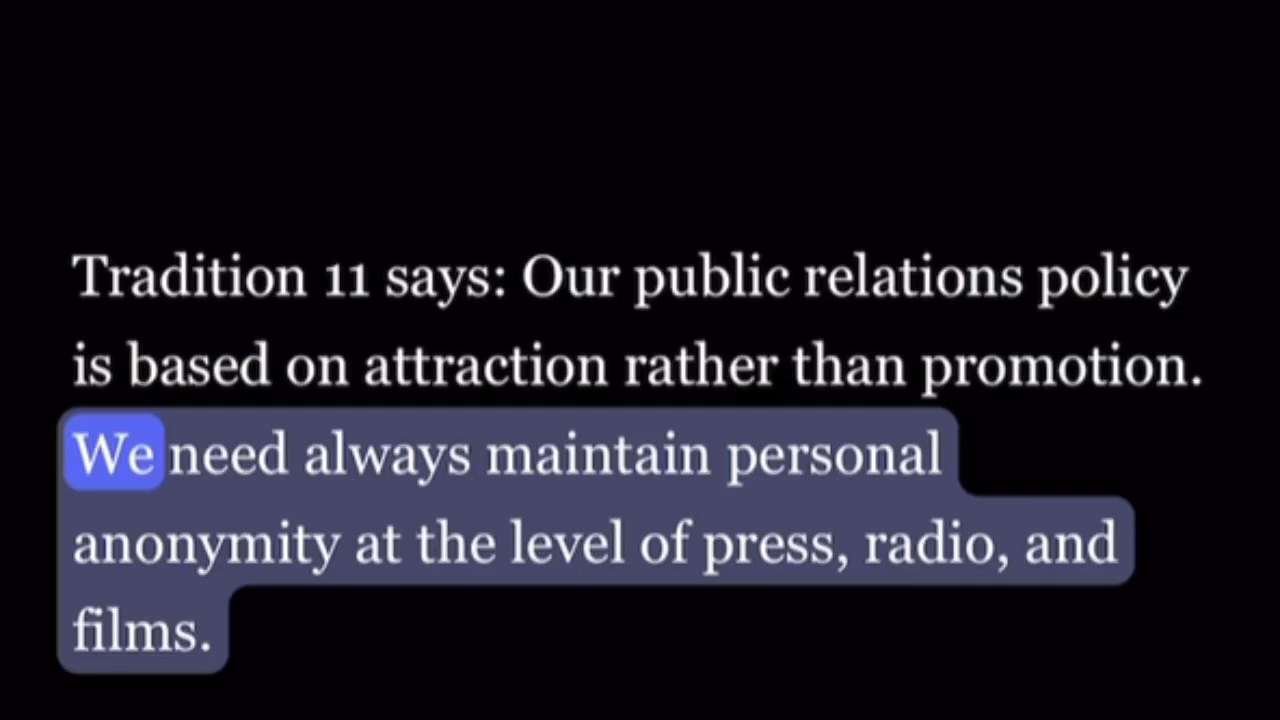 Tradition 11 says: Our public relations policy
is based on attraction rather than promotion.
We need always maintain personal
anonymity at the level of press, radio, and
films.